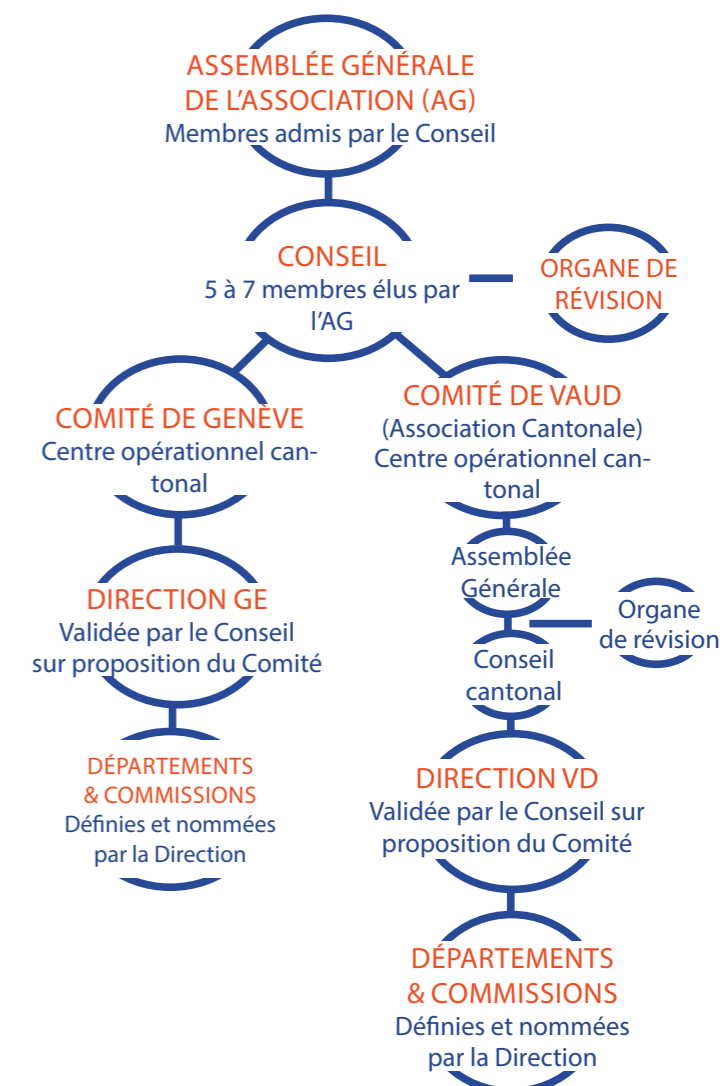 ASSEMBLÉE GÉNÉRALE
DE L'ASSOCIATION (AG)
Membres admis par le Conseil
CONSEIL
5 à 7 membres élus par
l'AG
ORGANE DE
RÉVISION
COMITÉ DE GENÈVE
Centre opérationnel can-
tonal
DIRECTION GE
Validée par le Conseil
sur proposition du Comité
DÉPARTEMENTS
& COMMISSIONS
Définies et nommées
par la Direction
COMITÉ DE VAUD
(Association Cantonale)
Centre opérationnel can-
tonal
Assemblée
Générale
Organe
de révision
Conseil
cantonal
DIRECTION VD
Validée par le Conseil sur
proposition du Comité
DÉPARTEMENTS
& COMMISSIONS
Définies et nommées
par la Direction